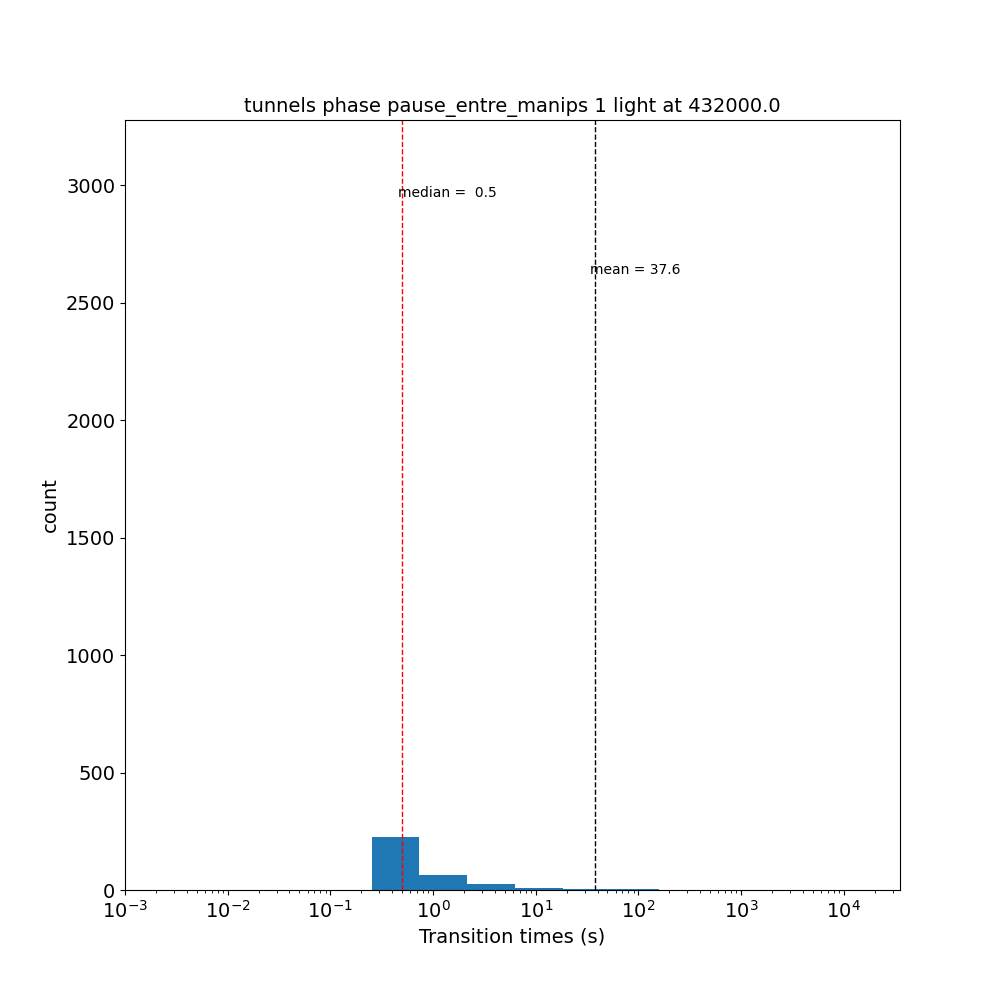 tunnels phase pause_entre_manips 1 light at 432000.0
3000
median =  0.5
mean = 37.6
2500
2000
1500
1000
500
0
count
10⁻³ 10⁻² 10⁻¹ 10⁰ 10¹ 10² 10³ 10⁴
Transition times (s)